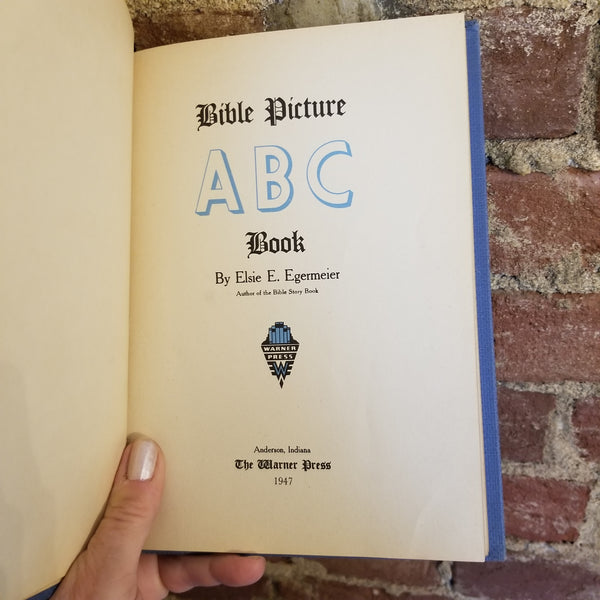 Bible Picture
ABC
Book
By Elsie E. Egermeier
Author of the Bible Story Book
WARNER
PRESS
W
Anderson, Indiana
The Warner Press
1947